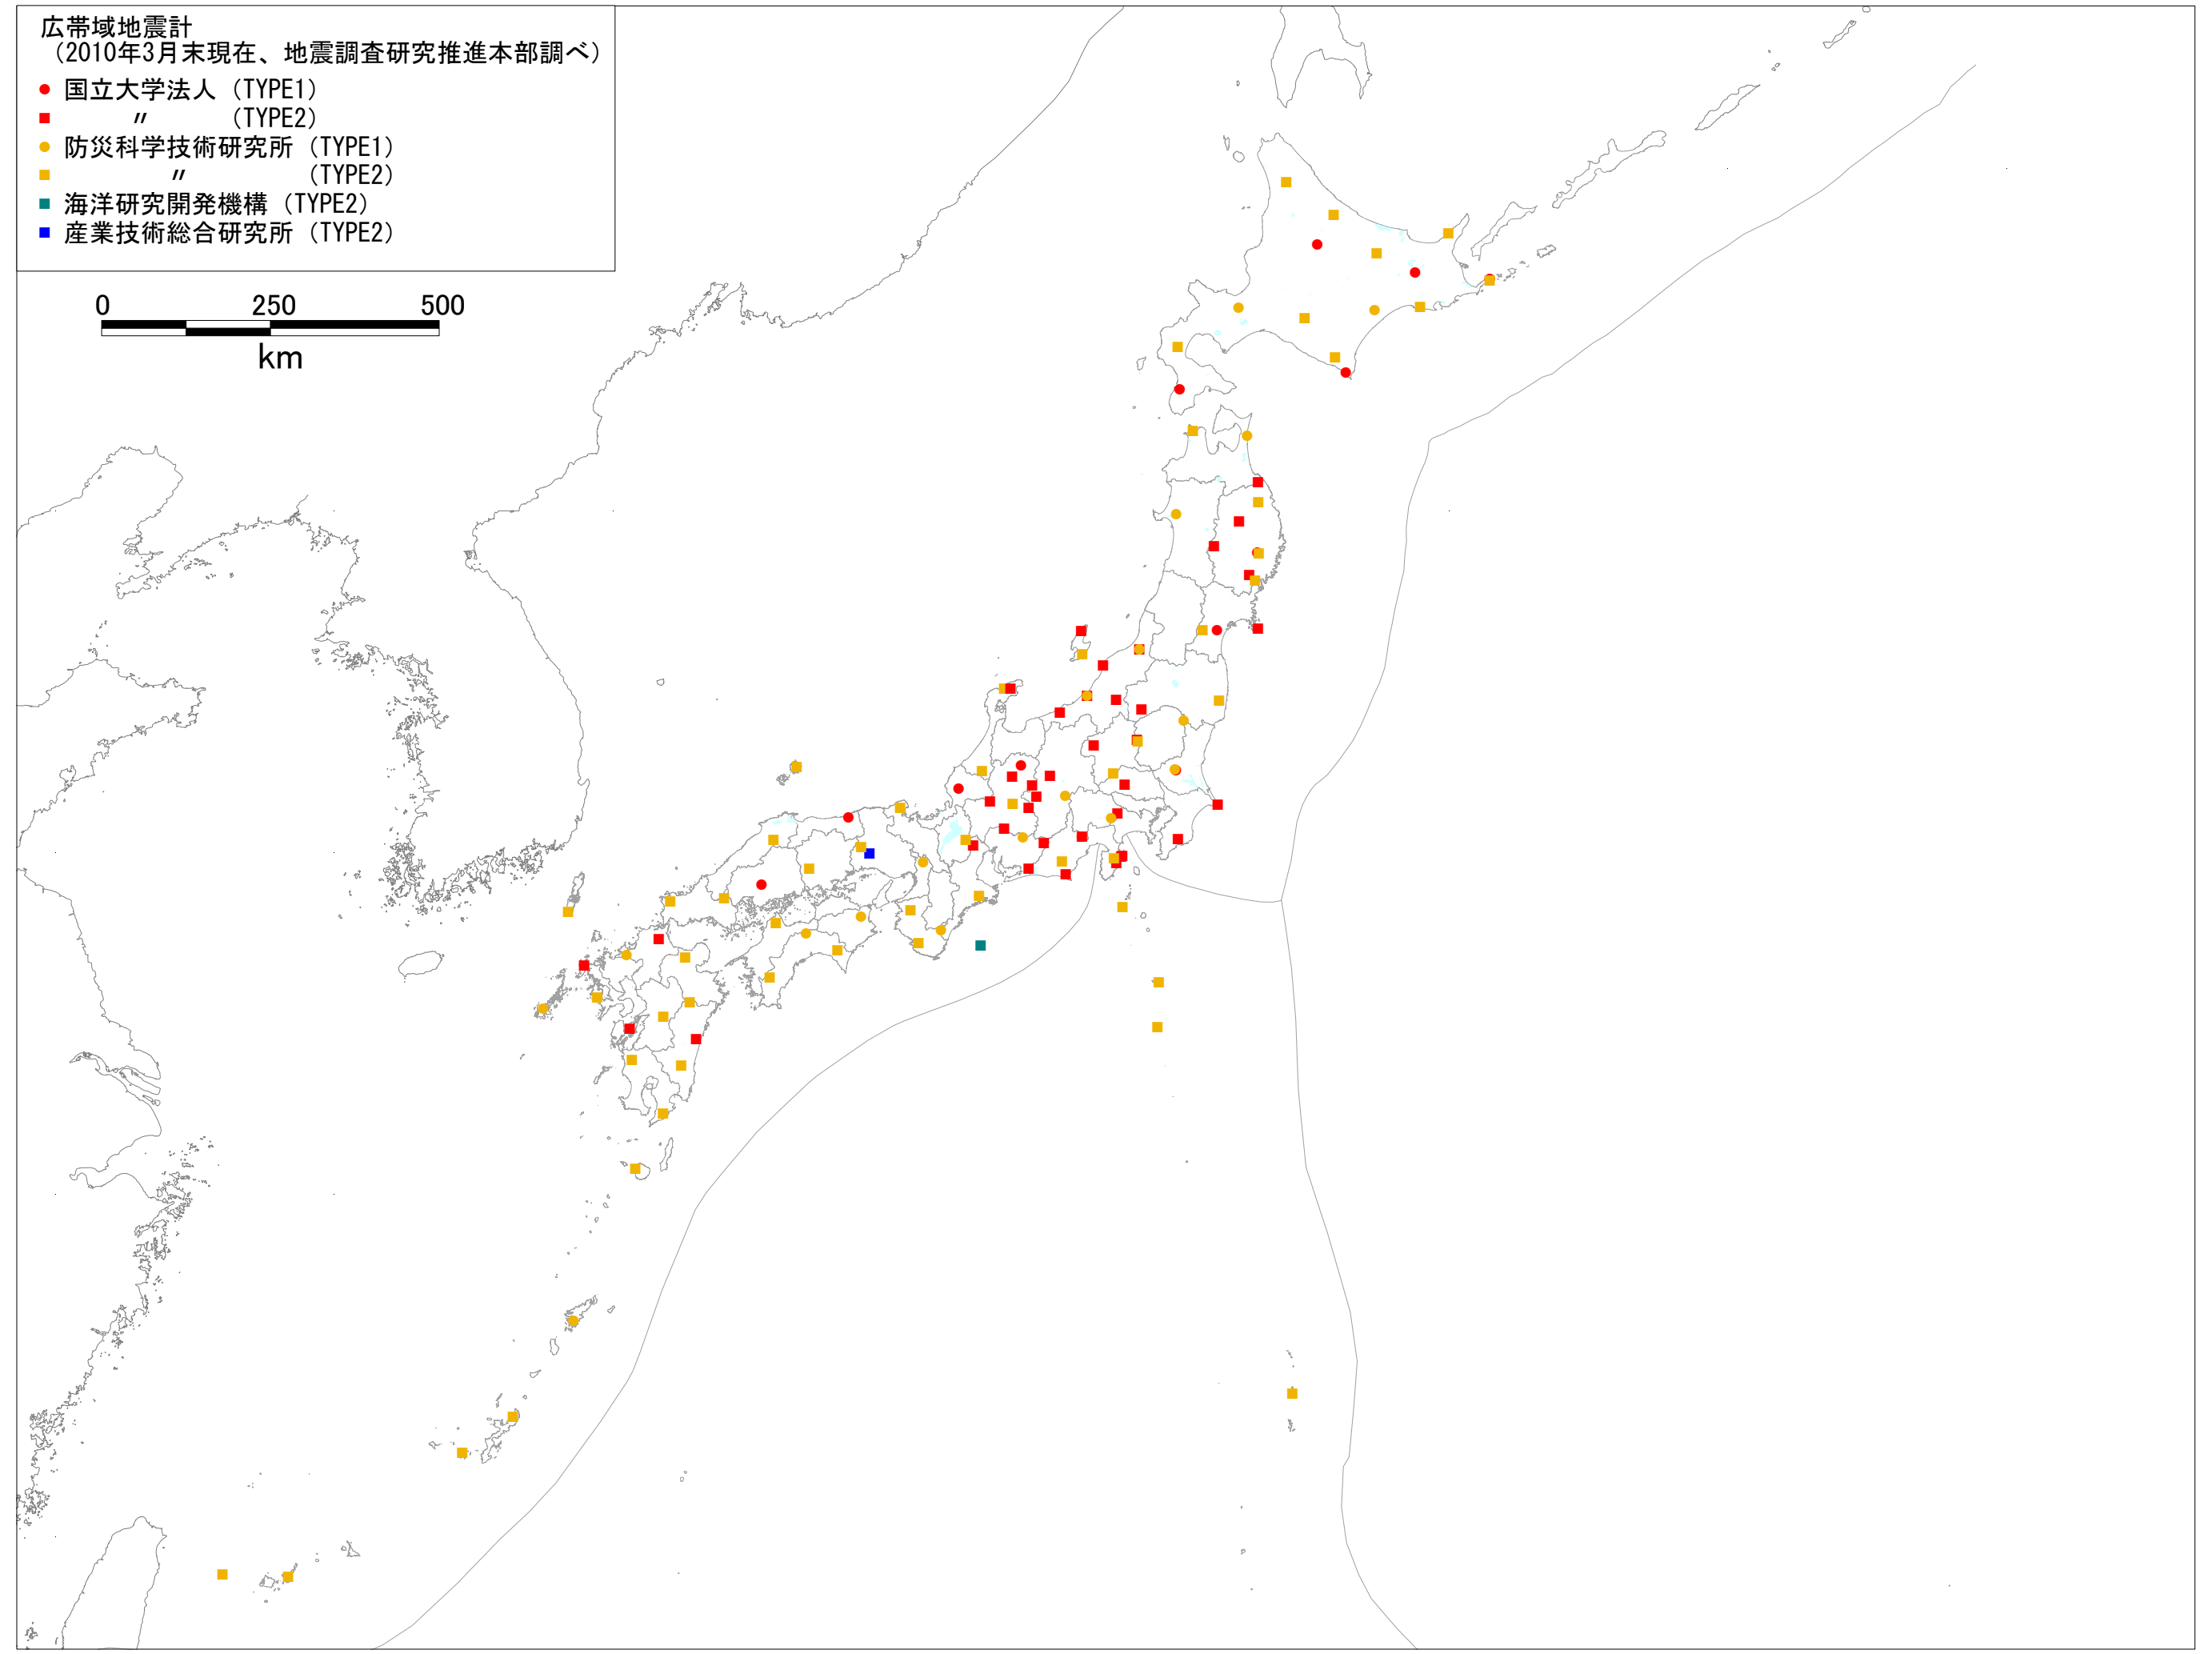 広帯域地震計
（2010年3月末現在、地震調査研究推進本部調べ）
国立大学法人（TYPE1）
〃（TYPE2）
防災科学技術研究所（TYPE1）
〃（TYPE2）
海洋研究開発機構（TYPE2）
産業技術総合研究所（TYPE2）
0 250 500
km